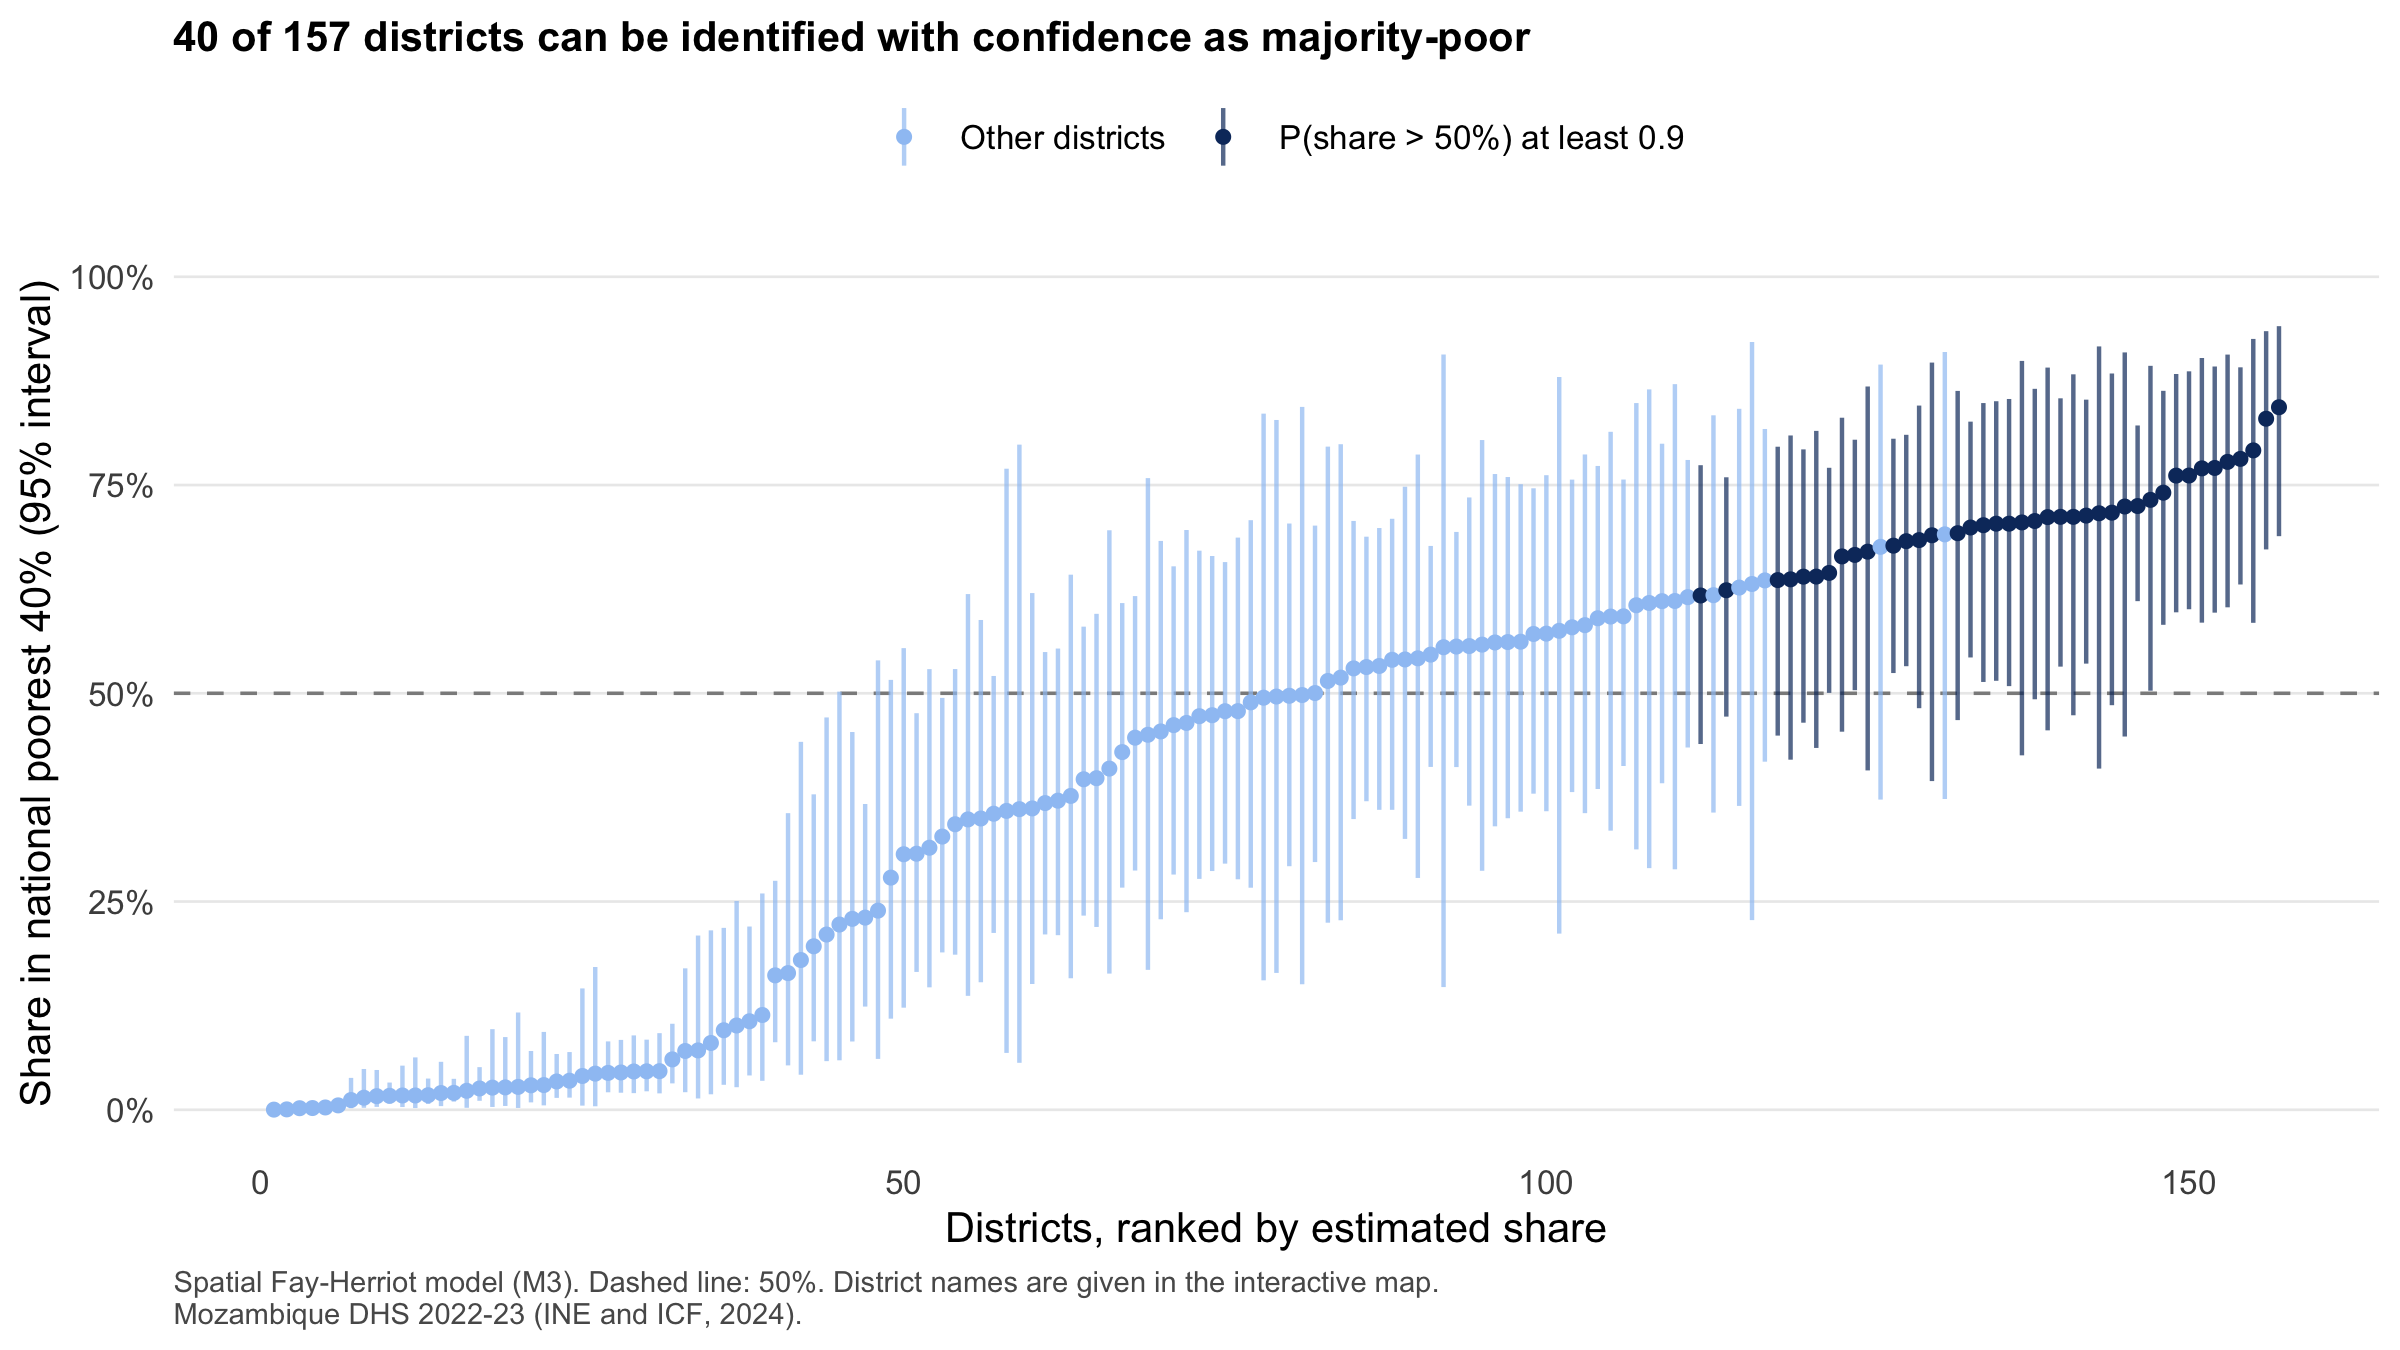 40 of 157 districts can be identified with confidence as majority-poor
Other districts
P(share > 50%) at least 0.9
Share in national poorest 40% (95% interval)
100%
75%
50%
25%
0%
0
50
100
150
Districts, ranked by estimated share
Spatial Fay-Herriot model (M3). Dashed line: 50%. District names are given in the interactive map.
Mozambique DHS 2022-23 (INE and ICF, 2024).